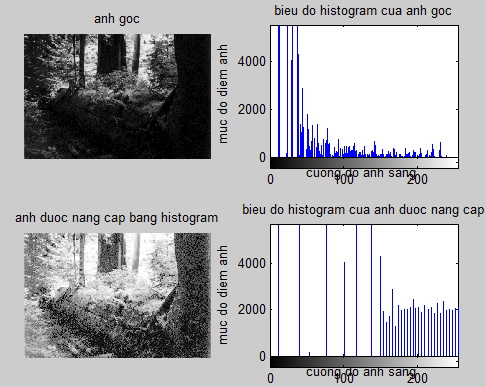 anh goc
bieu do histogram cua anh goc
muc do diem anh
4000
2000
0
0
100
200
cuong do anh sang
anh duoc nang cap bang histogram
bieu do histogram cua anh duoc nang cap
muc do diem anh
4000
2000
0
0
100
200
cuong do anh sang